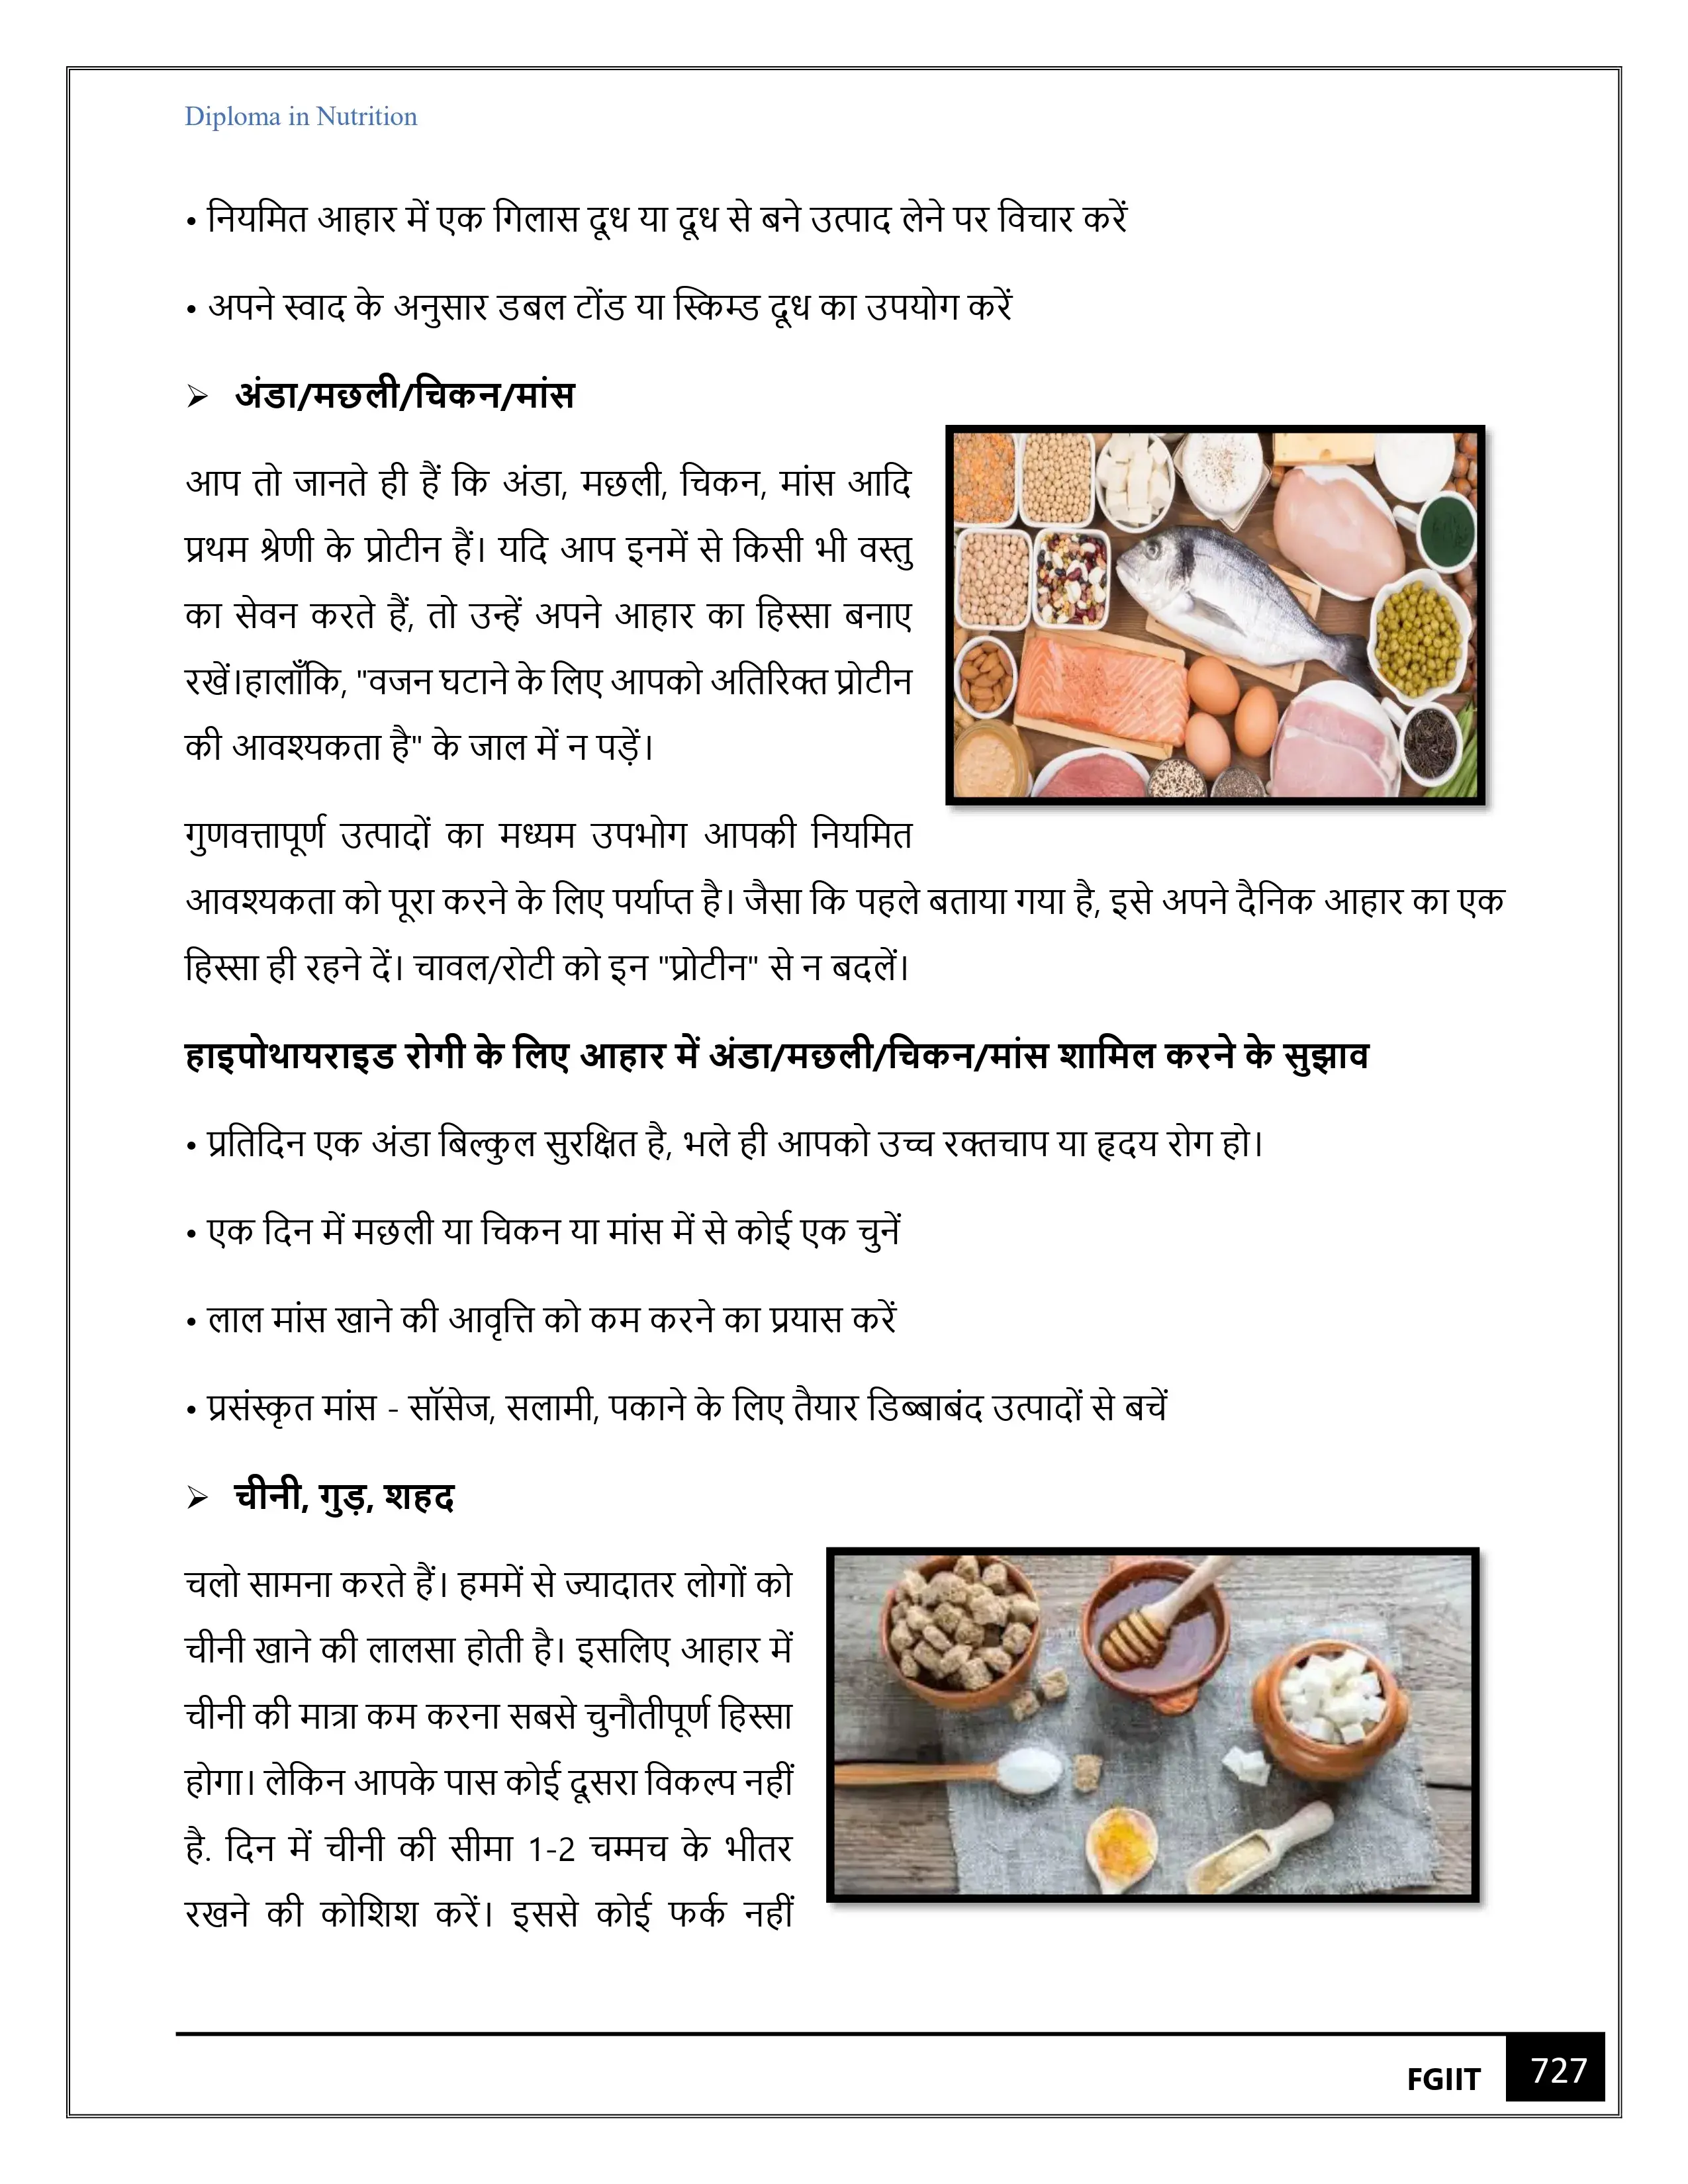 Diploma in Nutrition
• नियमित आहार में एक गिलास दूध या दूध से बने उत्पाद लेने पर विचार करें
• अपने स्वाद के अनुसार डबल टोंड या स्किम्ड दूध का उपयोग करें
➢ अंडा/मछली/चिकन/मांस
आप तो जानते ही हैं कि अंडा, मछली, चिकन, मांस आदि
प्रथम श्रेणी के प्रोटीन हैं। यदि आप इनमें से किसी भी वस्तु
का सेवन करते हैं, तो उन्हें अपने आहार का हिस्सा बनाए
रखें।हालाँकि, "वजन घटाने के लिए आपको अतिरिक्त प्रोटीन
की आवश्यकता है" के जाल में न पड़ें।
गुणवत्तापूर्ण उत्पादों का मध्यम उपभोग आपकी नियमित
आवश्यकता को पूरा करने के लिए पर्याप्त है। जैसा कि पहले बताया गया है, इसे अपने दैनिक आहार का एक
हिस्सा ही रहने दें। चावल/रोटी को इन "प्रोटीन" से न बदलें।
हाइपोथायराइड रोगी के लिए आहार में अंडा/मछली/चिकन/मांस शामिल करने के सुझाव
• प्रतिदिन एक अंडा बिल्कुल सुरक्षित है, भले ही आपको उच्च रक्तचाप या हृदय रोग हो।
• एक दिन में मछली या चिकन या मांस में से कोई एक चुनें
• लाल मांस खाने की आवृत्ति को कम करने का प्रयास करें
• प्रसंस्कृत मांस - सॉसेज, सलामी, पकाने के लिए तैयार डिब्बाबंद उत्पादों से बचें
➢ चीनी, गुड़, शहद
चलो सामना करते हैं। हममें से ज्यादातर लोगों को
चीनी खाने की लालसा होती है। इसलिए आहार में
चीनी की मात्रा कम करना सबसे चुनौतीपूर्ण हिस्सा
होगा। लेकिन आपके पास कोई दूसरा विकल्प नहीं
है. दिन में चीनी की सीमा 1-2 चम्मच के भीतर
रखने की कोशिश करें। इससे कोई फर्क नहीं
FGIIT 727